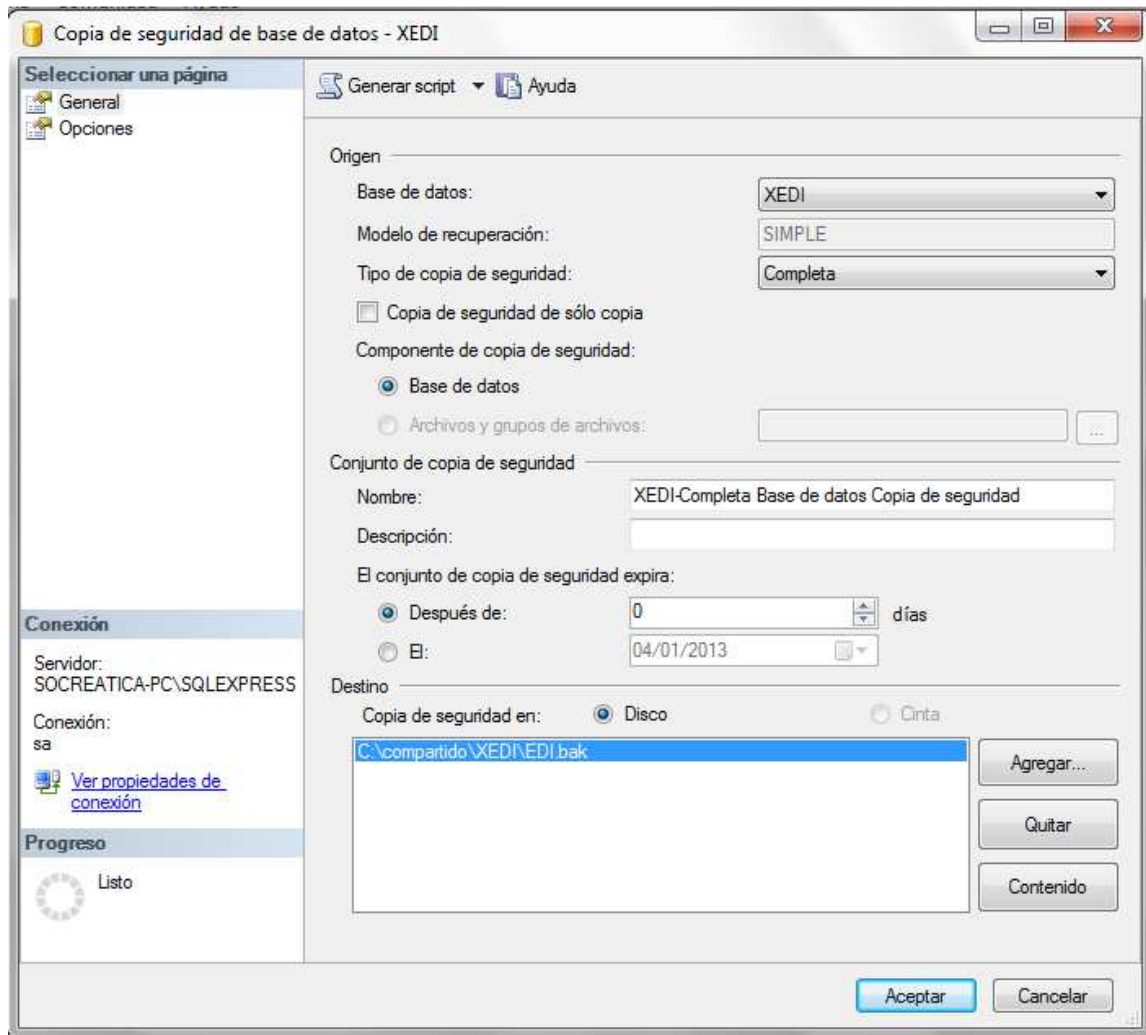 Copia de seguridad de base de datos - XEDI
Seleccionar una página
General
Opciones
Generar script
Ayuda
Origen
Base de datos:
XEDI
Modelo de recuperación:
SIMPLE
Tipo de copia de seguridad:
Completa
Copia de seguridad de sólo copia
Componente de copia de seguridad:
Base de datos
Archivos y grupos de archivos:
...
Conjunto de copia de seguridad
Nombre:
XEDI-Completa Base de datos Copia de seguridad
Descripción:
El conjunto de copia de seguridad expira:
Después de:
0
días
El:
04/01/2013
Destino
Copia de seguridad en:
Disco
Cinta
C:\compartido\XEDI\EDI.bak
Agregar...
Quitar
Contenido
Conexión
Servidor:
SOCREATICA-PC\SQLEXPRESS
Conexión:
sa
Ver propiedades de
conexión
Progreso
Listo
Aceptar
Cancelar